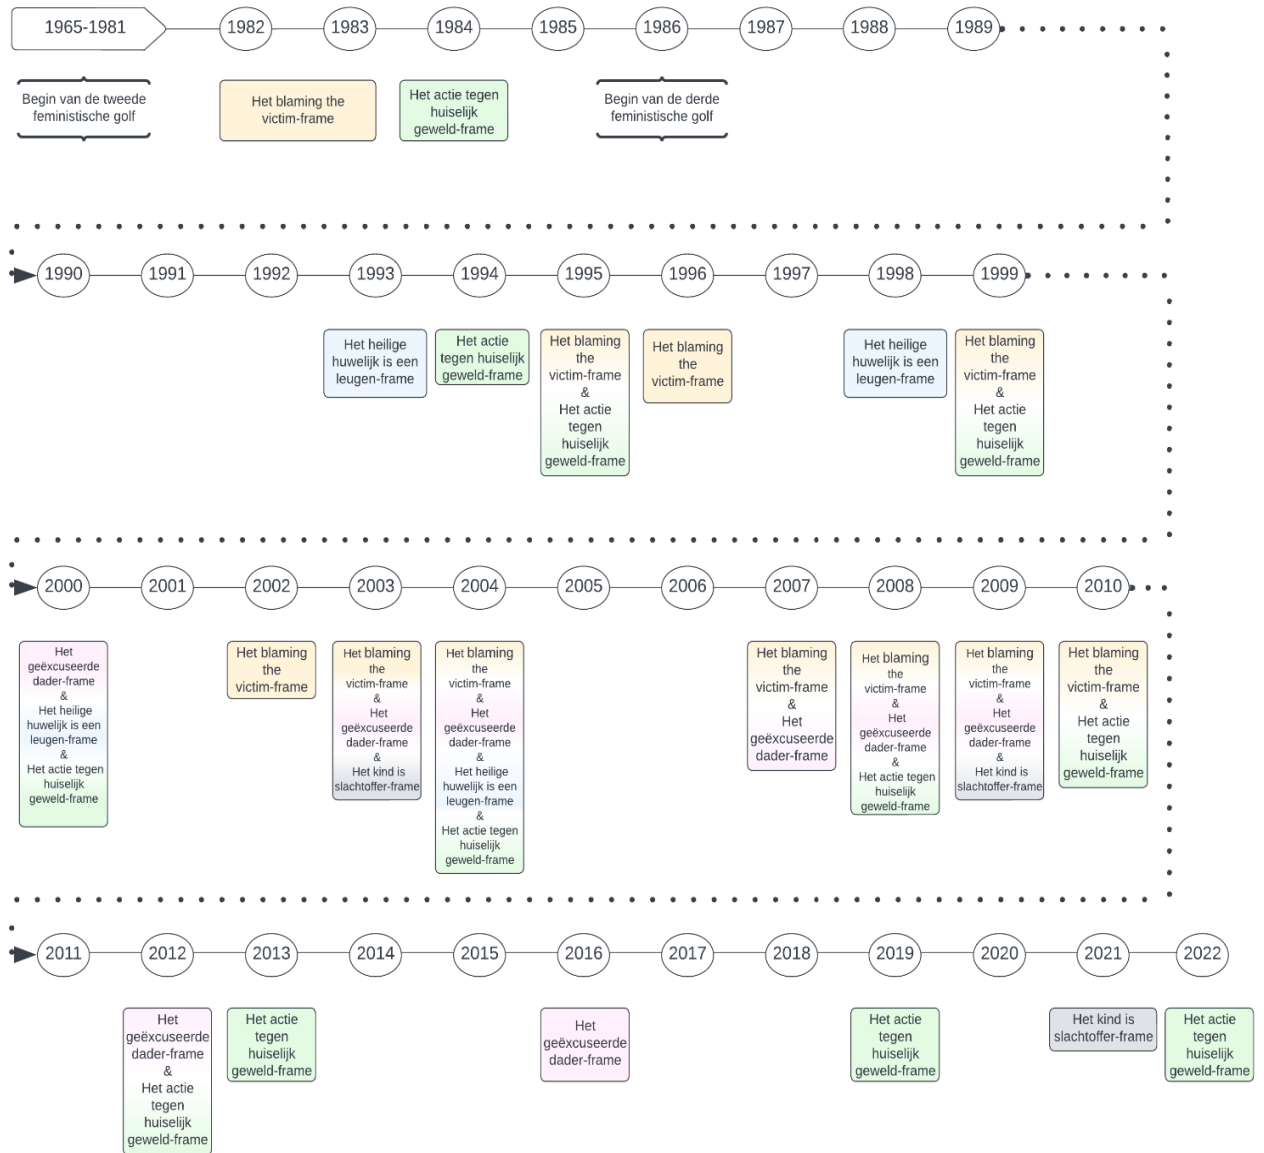 1965-1981
1982
1983
1984
1985
1986
1987
1988
1989
Begin van de tweede
feministische golf
Het blaming the
victim-frame
Het actie tegen
huiselijk
geweld-frame
Begin van de derde
feministische golf
1990
1991
1992
1993
1994
1995
1996
1997
1998
1999
Het heilige
huwelijk is een
leugen-frame
Het actie
tegen huiselijk
geweld-frame
Het blaming
the
victim-frame
&
Het actie
tegen
huiselijk
geweld-frame
Het blaming
the
victim-frame
Het heilige
huwelijk is een
leugen-frame
Het blaming
the
victim-frame
&
Het actie
tegen
huiselijk
geweld-frame
2000
2001
2002
2003
2004
2005
2006
2007
2008
2009
2010
Het
geëxcuseerde
dader-frame
&
Het heilige
huwelijk is een
leugen-frame
&
Het actie tegen
huiselijk
geweld-frame
Het blaming
the
victim-frame
Het blaming
the
victim-frame
&
Het
geëxcuseerde
dader-frame
&
Het kind is
slachtoffer-frame
Het blaming
the
victim-frame
&
Het
geëxcuseerde
dader-frame
&
Het heilige
huwelijk is een
leugen-frame
&
Het actie tegen
huiselijk
geweld-frame
Het blaming
the
victim-frame
&
Het
geëxcuseerde
dader-frame
Het blaming
the
victim-frame
&
Het
geëxcuseerde
dader-frame
&
Het actie tegen
huiselijk
geweld-frame
Het blaming
the
victim-frame
&
Het
geëxcuseerde
dader-frame
&
Het kind is
slachtoffer-frame
Het blaming
the
victim-frame
&
Het actie
tegen
huiselijk
geweld-frame
2011
2012
2013
2014
2015
2016
2017
2018
2019
2020
2021
2022
Het
geëxcuseerde
dader-frame
&
Het actie
tegen
huiselijk
geweld-frame
Het actie
tegen
huiselijk
geweld-frame
Het
geëxcuseerde
dader-frame
Het actie
tegen
huiselijk
geweld-frame
Het kind is
slachtoffer-frame
Het actie
tegen
huiselijk
geweld-frame